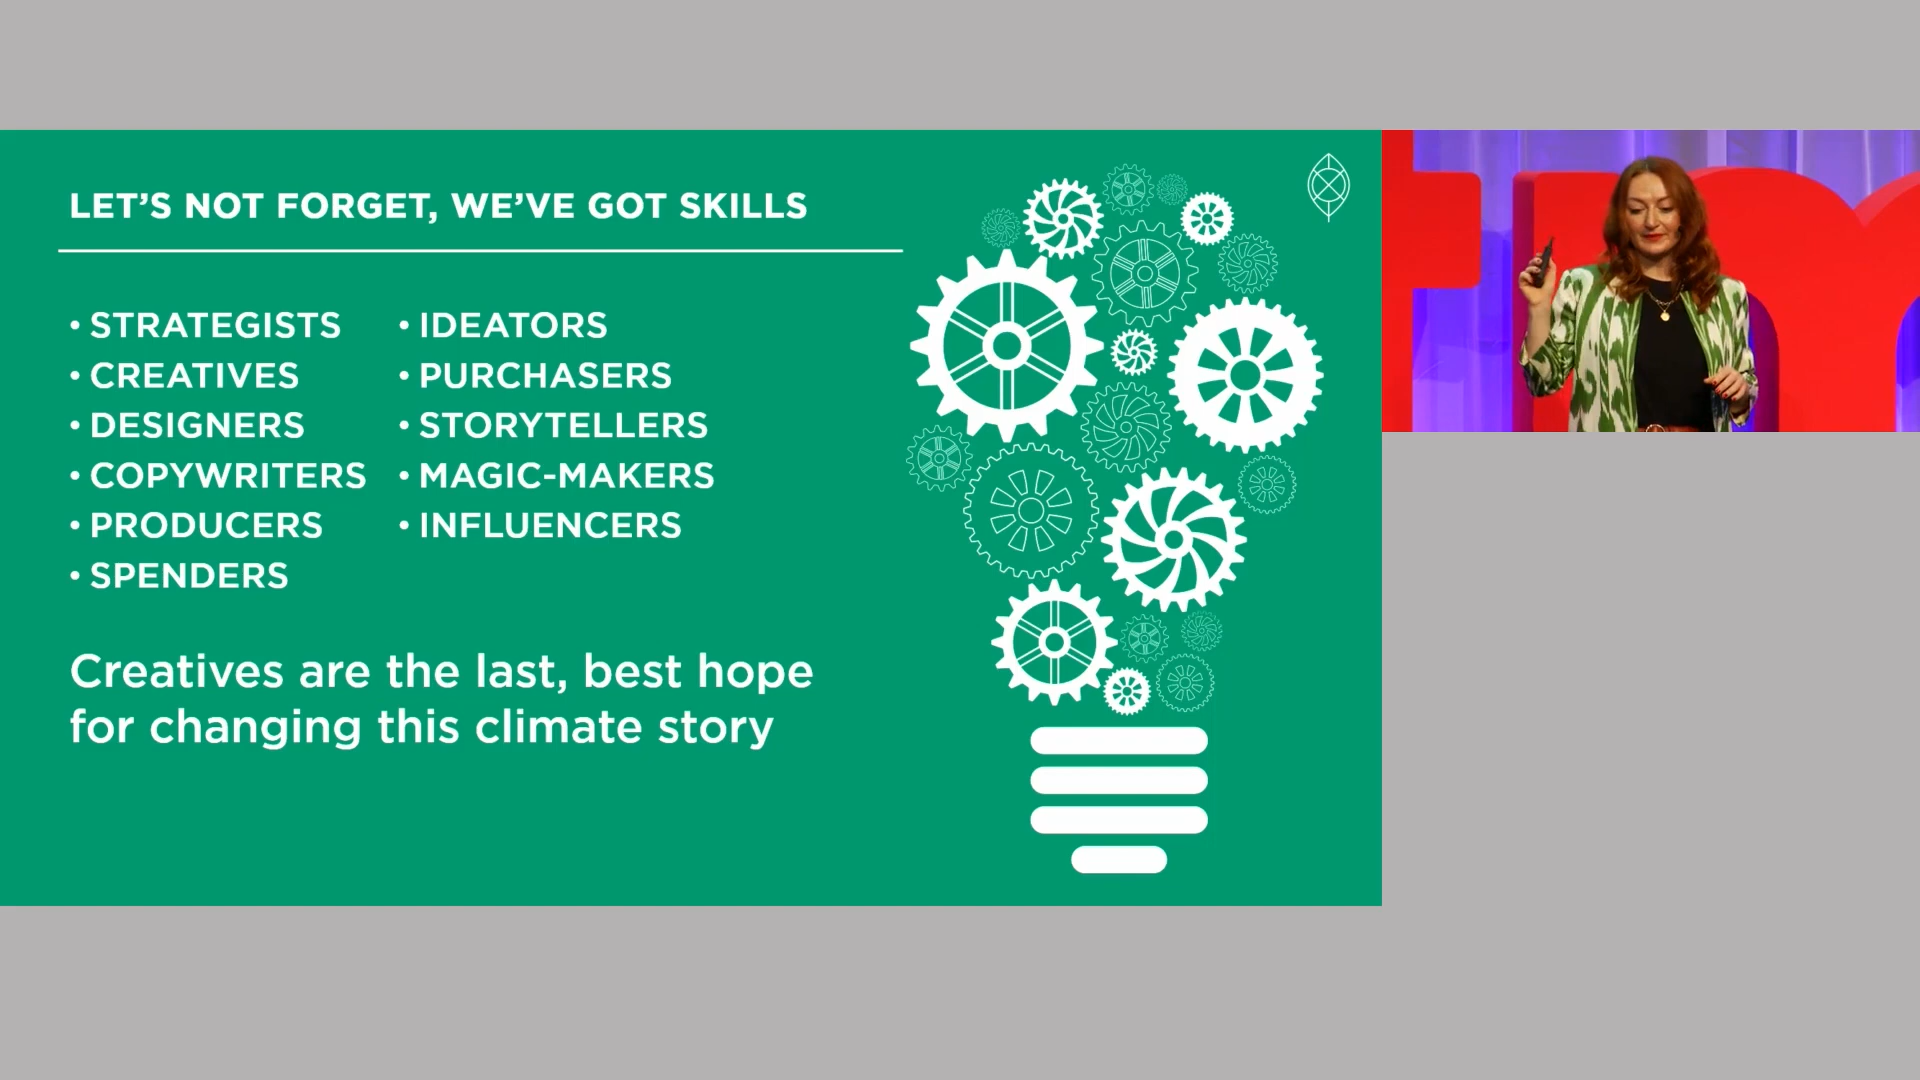 LET’S NOT FORGET, WE’VE GOT SKILLS
• STRATEGISTS
• CREATIVES
• DESIGNERS
• COPYWRITERS
• PRODUCERS
• SPENDERS
• IDEATORS
• PURCHASERS
• STORYTELLERS
• MAGIC-MAKERS
• INFLUENCERS
Creatives are the last, best hope
for changing this climate story